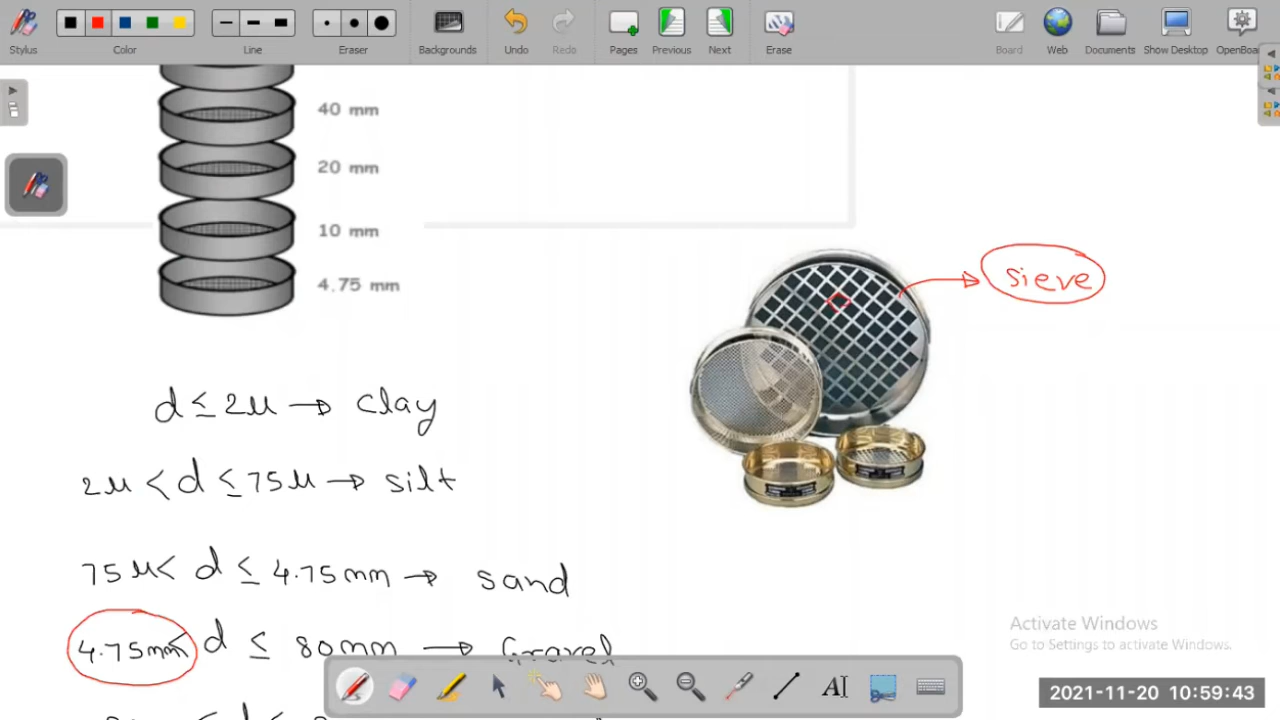 Stylus
Color
Line
Eraser
Backgrounds
Undo
Redo
Pages
Previous
Next
Erase
Board
Web
Documents
Show Desktop
OpenBoa
40 mm
20 mm
10 mm
4.75 mm
sieve
d ≤ 2μ → clay
2μ < d ≤ 75μ → silt
75μ < d ≤ 4.75mm → sand
4.75mm < d ≤ 80mm → Gravel
Activate Windows
Go to Settings to activate Windows.
2021-11-20 10:59:43